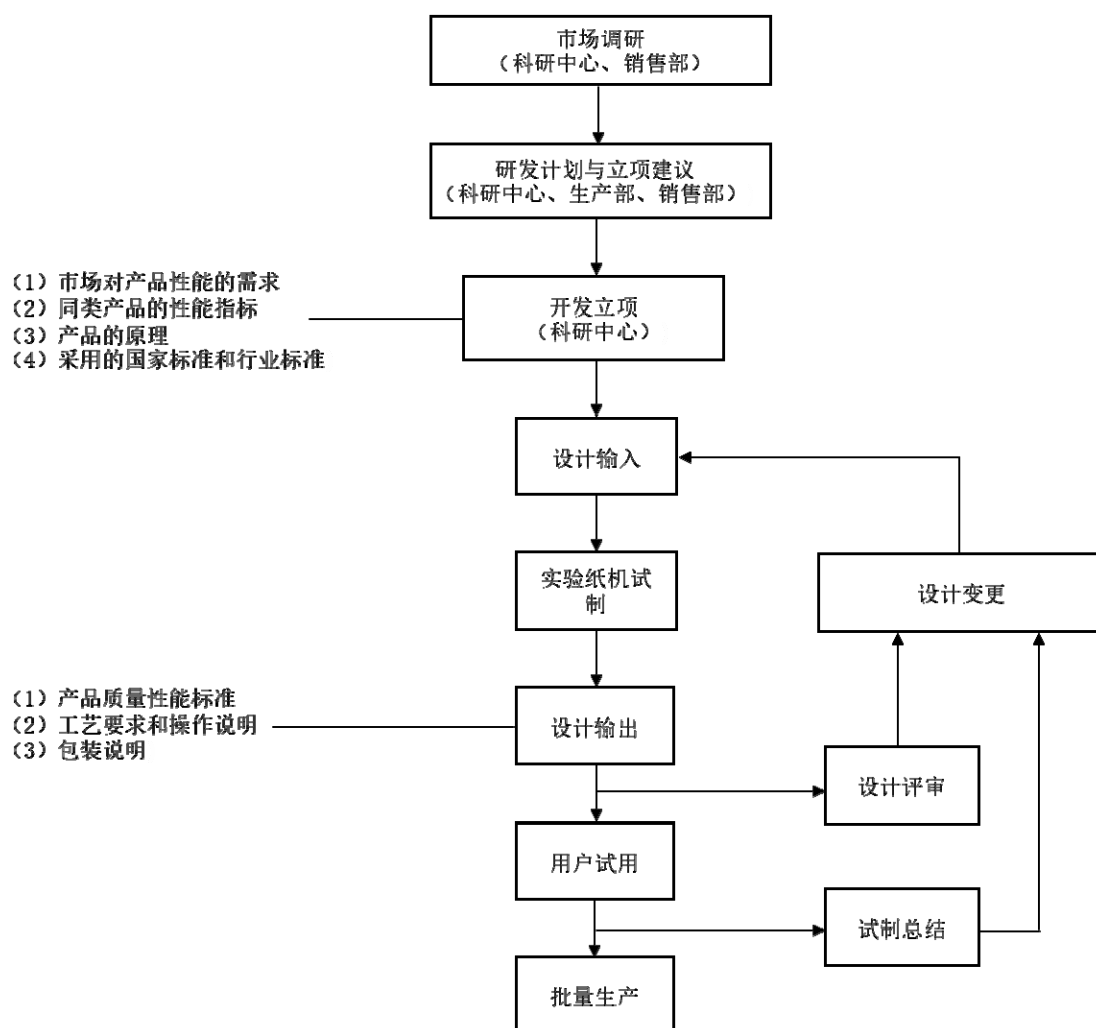 市场调研
（科研中心、销售部）
研发计划与立项建议
（科研中心、生产部、销售部）
（1）市场对产品性能的需求
（2）同类产品的性能指标
（3）产品的原理
（4）采用的国家标准和行业标准
开发立项
（科研中心）
设计输入
实验纸机试
制
设计变更
（1）产品质量性能标准
（2）工艺要求和操作说明
（3）包装说明
设计输出
设计评审
用户试用
试制总结
批量生产